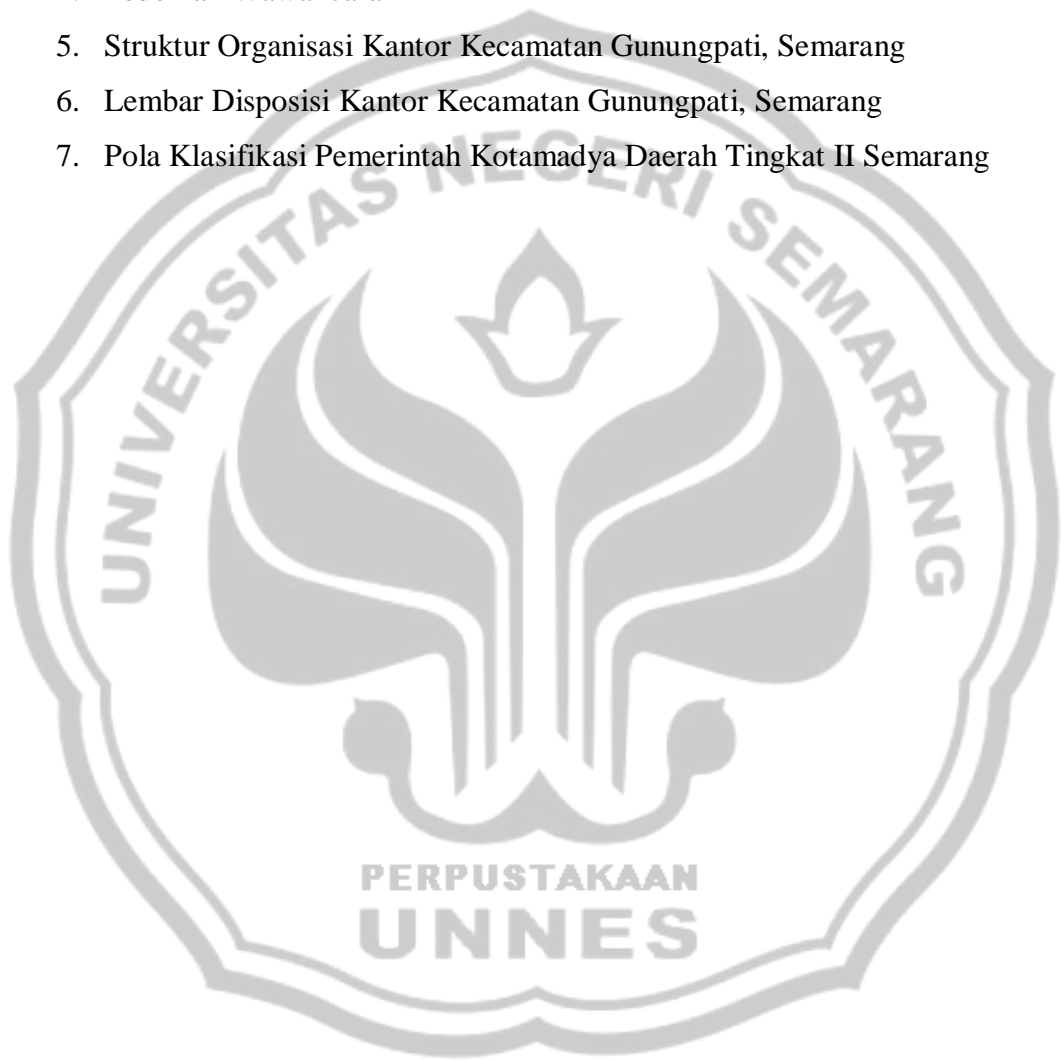 5. Struktur Organisasi Kantor Kecamatan Gunungpati, Semarang
6. Lembar Disposisi Kantor Kecamatan Gunungpati, Semarang
7. Pola Klasifikasi Pemerintah Kotamadya Daerah Tingkat II Semarang
UNIVERSITAS NEGERI SEMARANG
PERPUSTAKAAN
UNNES